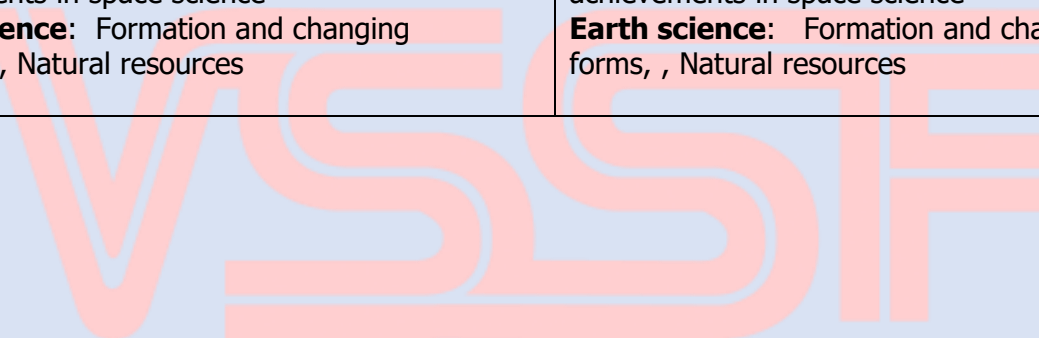 ents in space science
ence: Formation and changing
, Natural resources
achievements in space science
Earth science: Formation and cha
forms, , Natural resources
VSSF